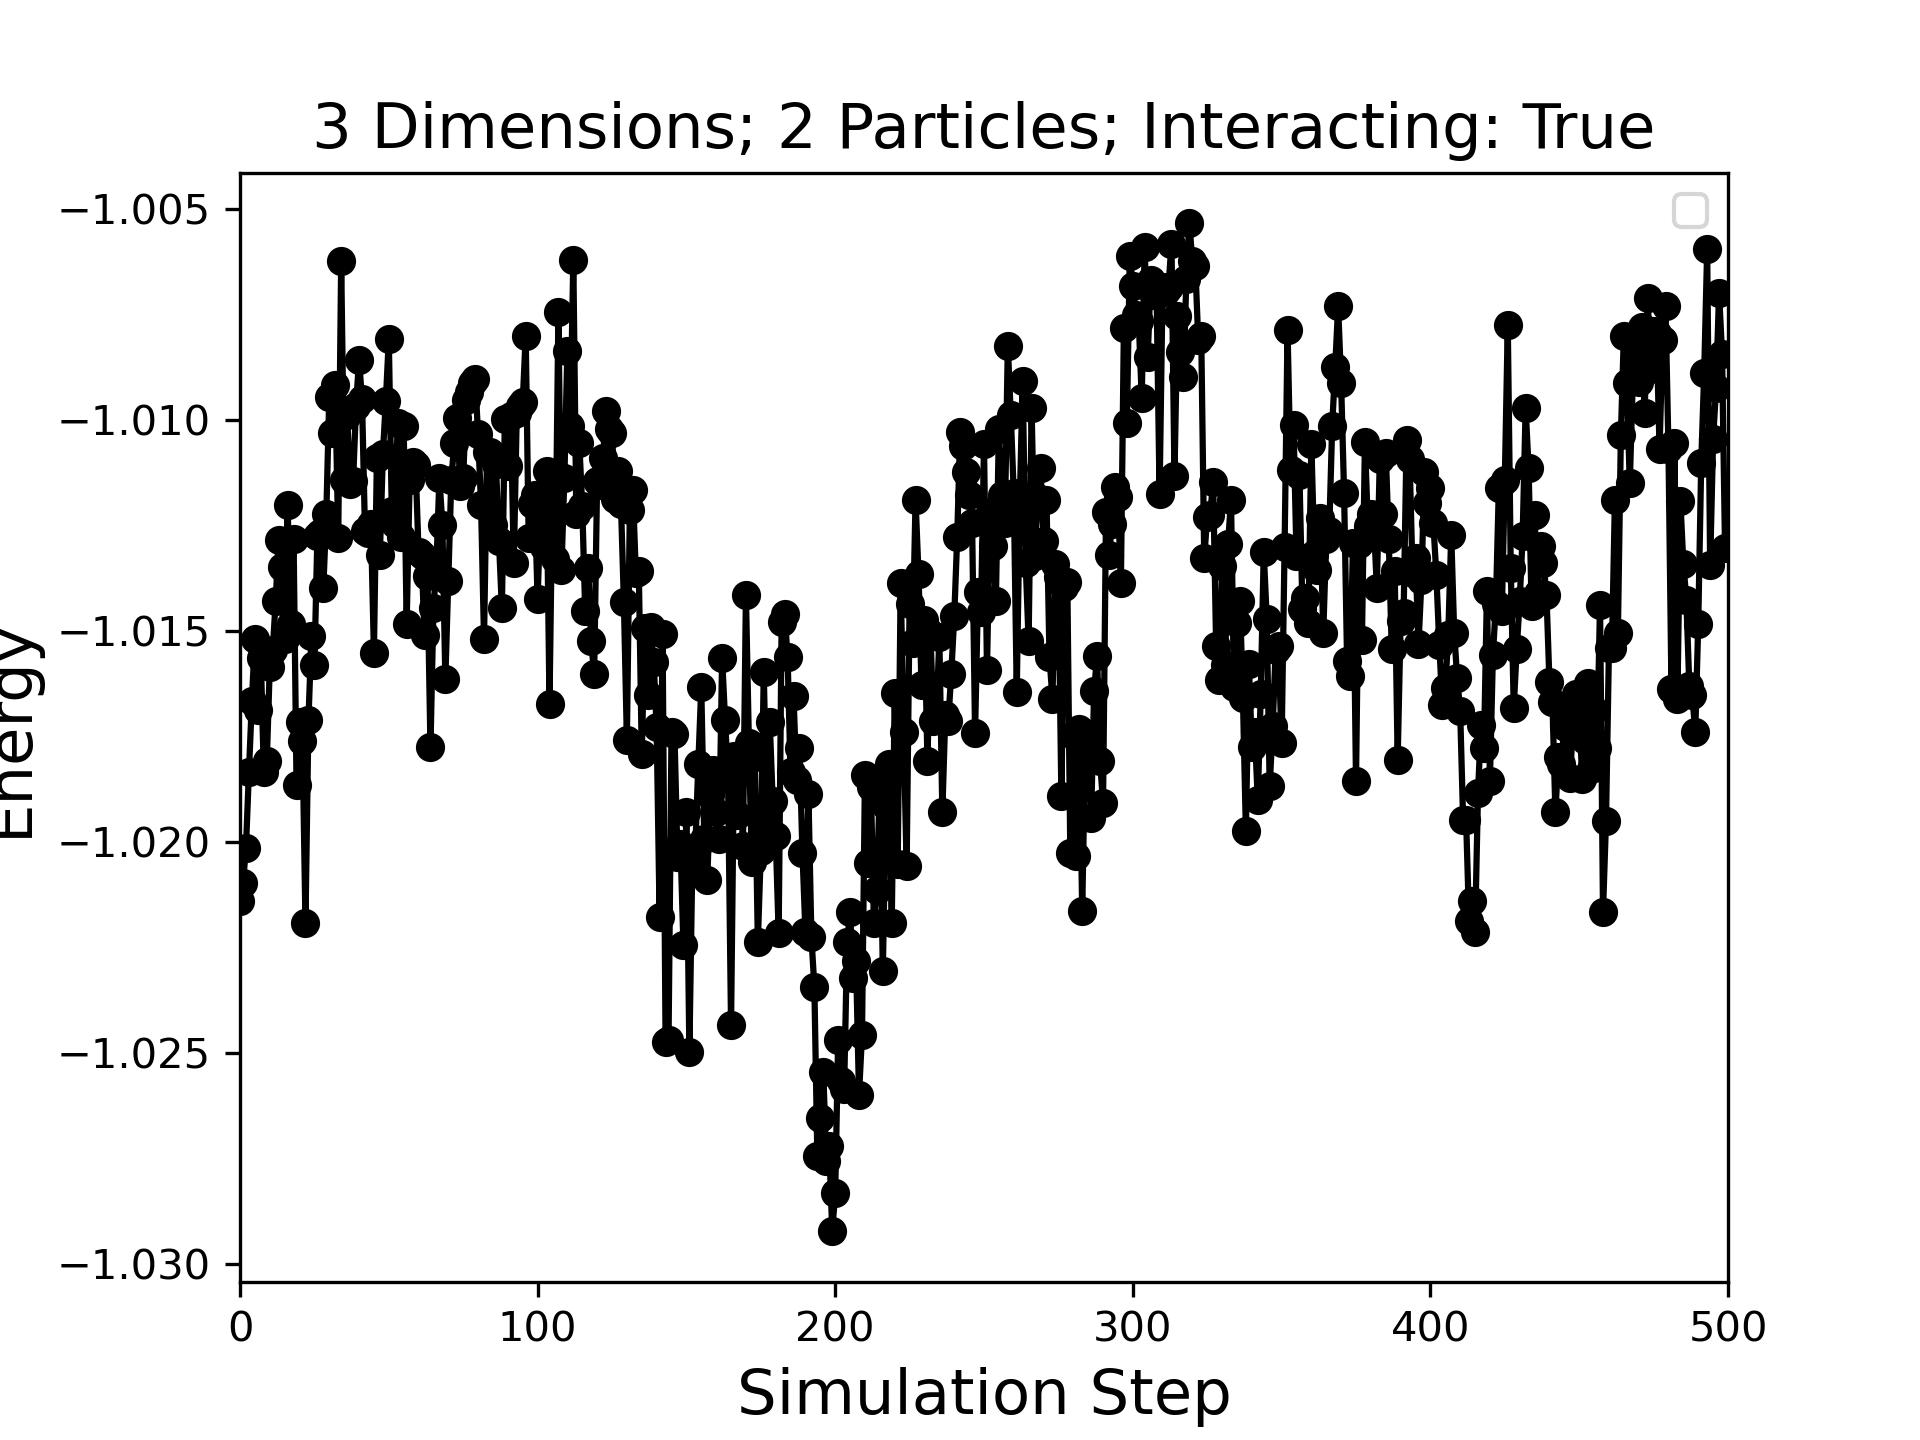 3 Dimensions; 2 Particles; Interacting: True
−1.005
−1.010
−1.015
−1.020
−1.025
−1.030
Energy
0 100 200 300 400 500
Simulation Step